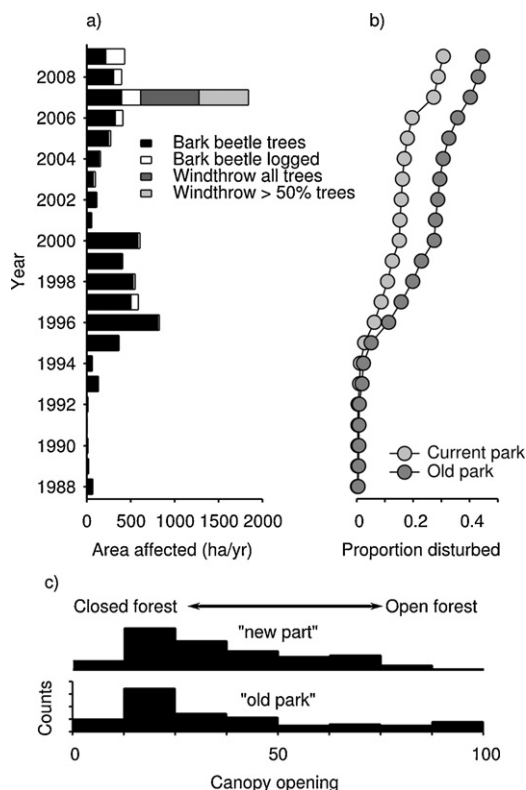 a)
b)
2008
2006
2004
2002
2000
1998
1996
1994
1992
1990
1988
Year
Bark beetle trees
Bark beetle logged
Windthrow all trees
Windthrow > 50% trees
Current park
Old park
0 500 1000 1500 2000
Area affected (ha/yr)
0 0.2 0.4
Proportion disturbed
c)
Closed forest Open forest
"new part"
"old park"
Counts
0 50 100
Canopy opening